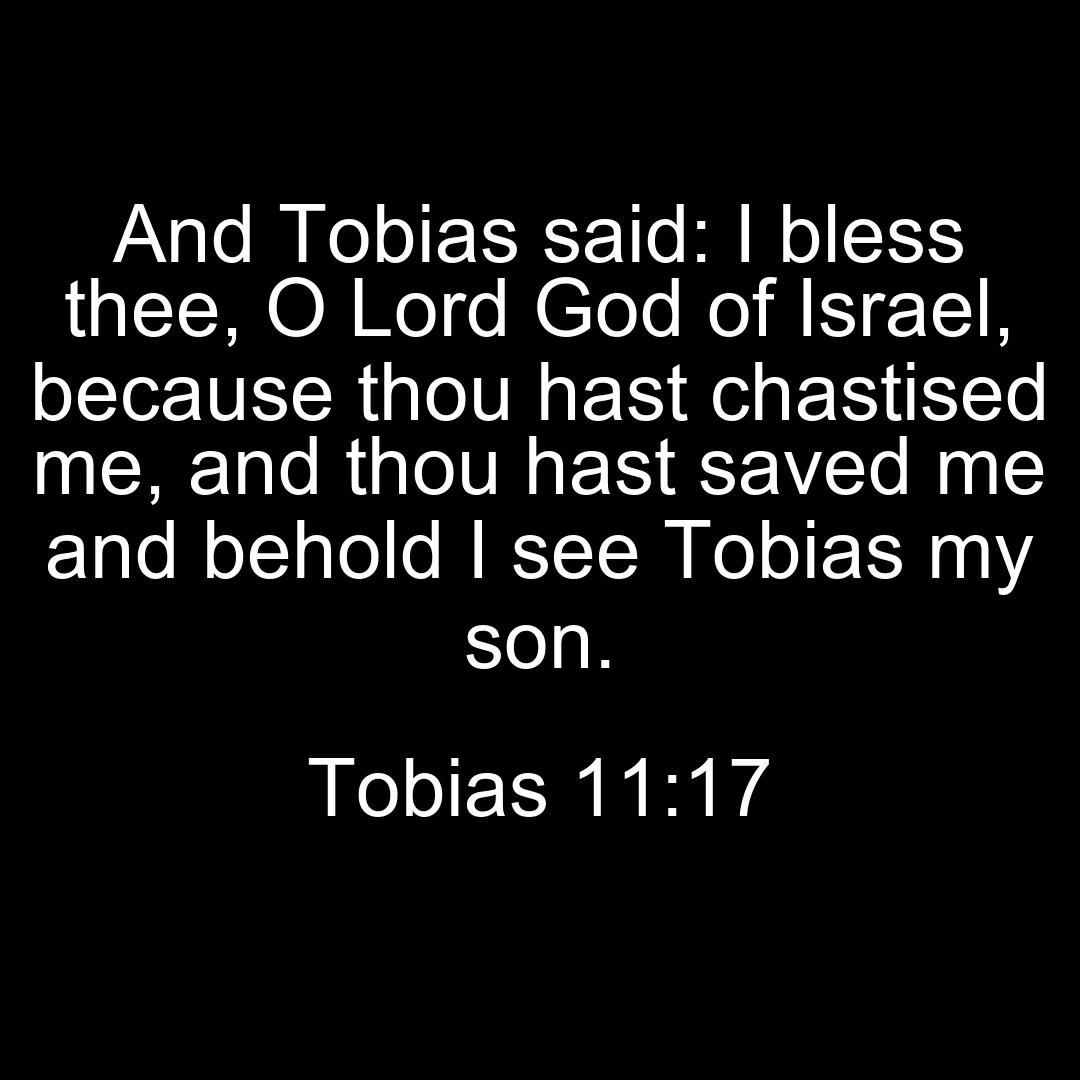 And Tobias said: I bless
thee, O Lord God of Israel,
because thou hast chastised
me, and thou hast saved me
and behold I see Tobias my
son.
Tobias 11:17